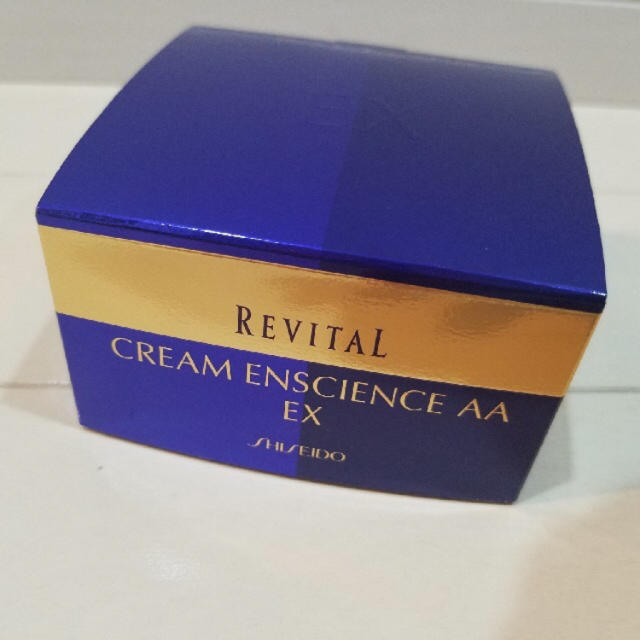 REVITAL
CREAM ENSCIENCE AA
EX
SHISEIDO